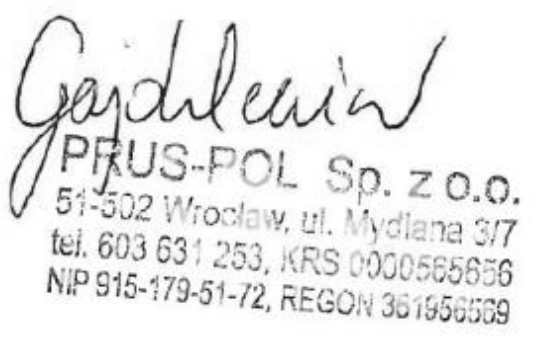 PRUS-POL Sp. z o.o.
51-502 Wrocław, ul. Mydlana 3/7
tel. 603 631 253, KRS 0000565656
NIP 915-179-51-72, REGON 361956569